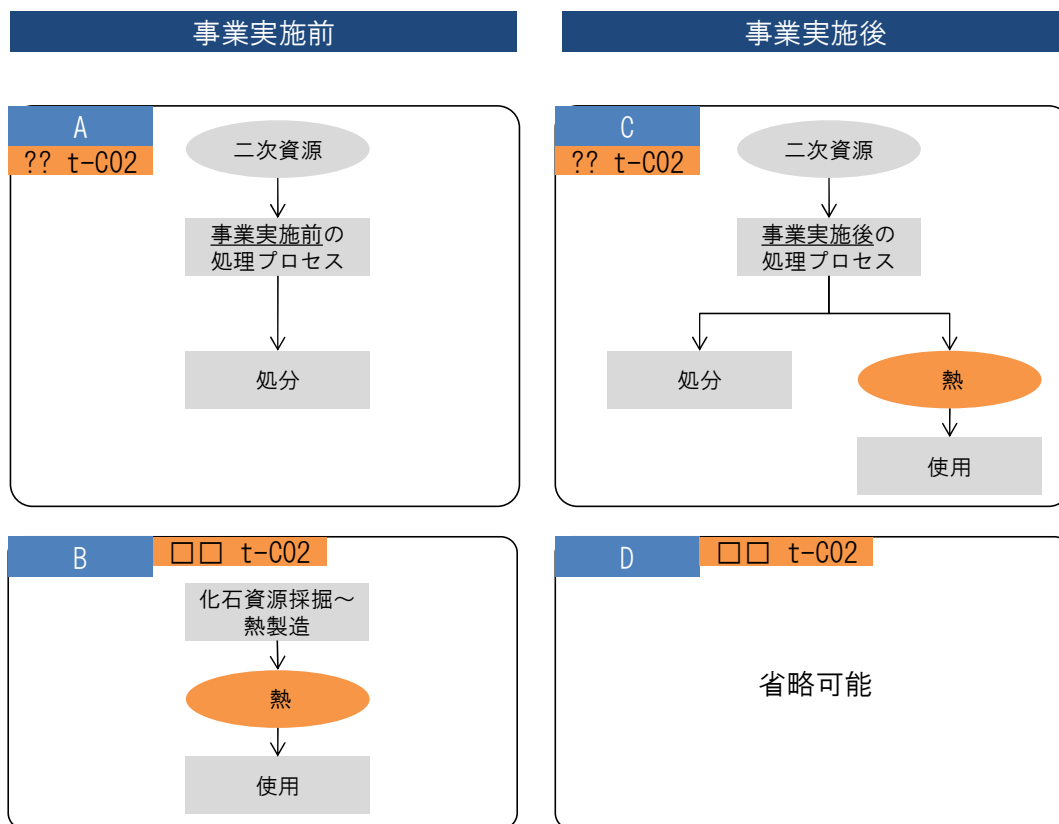 事業実施前
事業実施後
A
?? t-CO2
二次資源
事業実施前の
処理プロセス
処分
C
?? t-CO2
二次資源
事業実施後の
処理プロセス
処分
熱
使用
B
□□ t-CO2
化石資源採掘～
熱製造
熱
使用
D
□□ t-CO2
省略可能